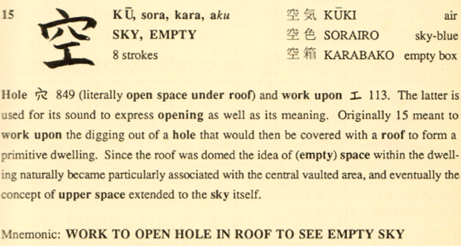 15 空 KŪ, sora, kara, aku 空気 KŪKI air
SKY, EMPTY 空色 SORAIRO sky-blue
8 strokes 空箱 KARABAKO empty box
Hole 穴 849 (literally open space under roof) and work upon 工 113. The latter is
used for its sound to express opening as well as its meaning. Originally 15 meant to
work upon the digging out of a hole that would then be covered with a roof to form a
primitive dwelling. Since the roof was domed the idea of (empty) space within the dwell-
ing naturally became particularly associated with the central vaulted area, and eventually the
concept of upper space extended to the sky itself.
Mnemonic: WORK TO OPEN HOLE IN ROOF TO SEE EMPTY SKY